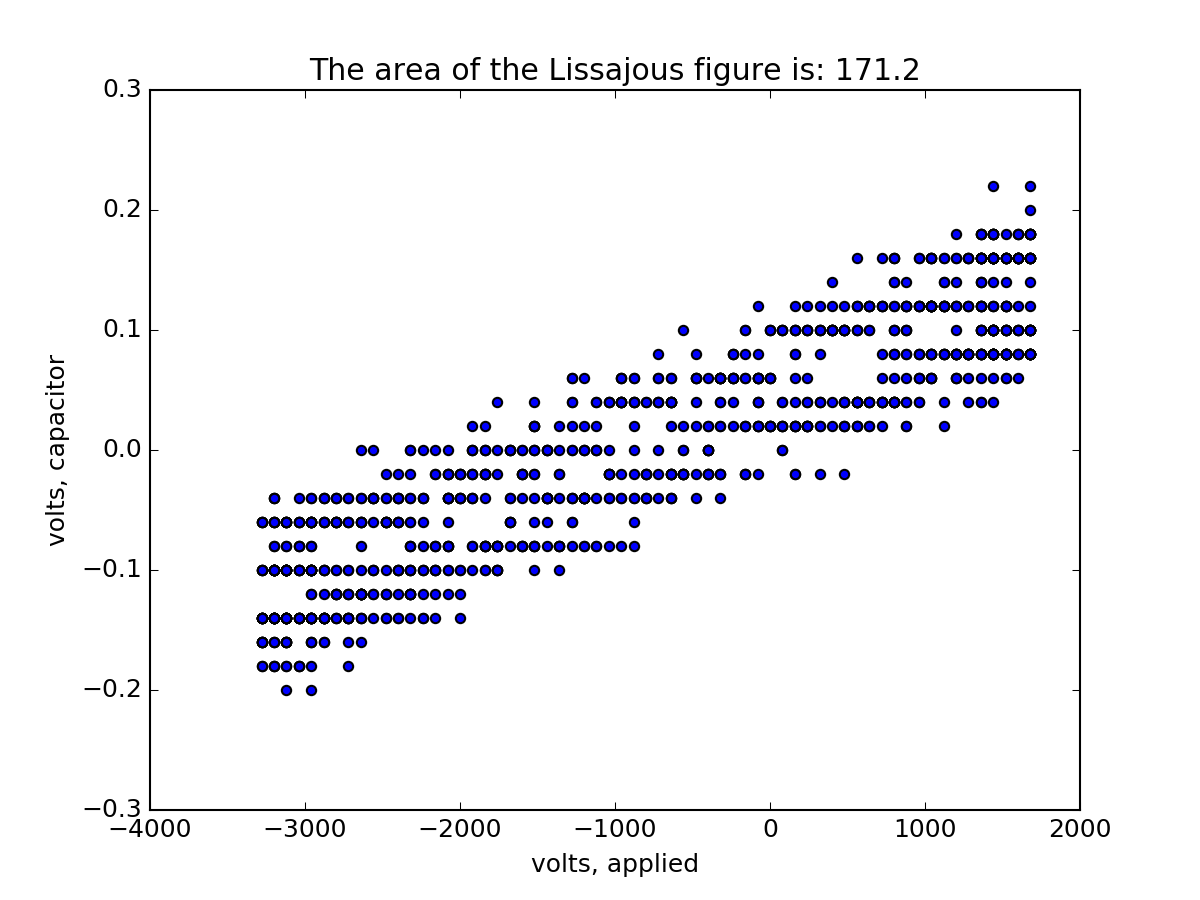 The area of the Lissajous figure is: 171.2
0.3
0.2
0.1
0.0
−0.1
−0.2
−0.3
volts, capacitor
−4000 −3000 −2000 −1000 0 1000 2000
volts, applied